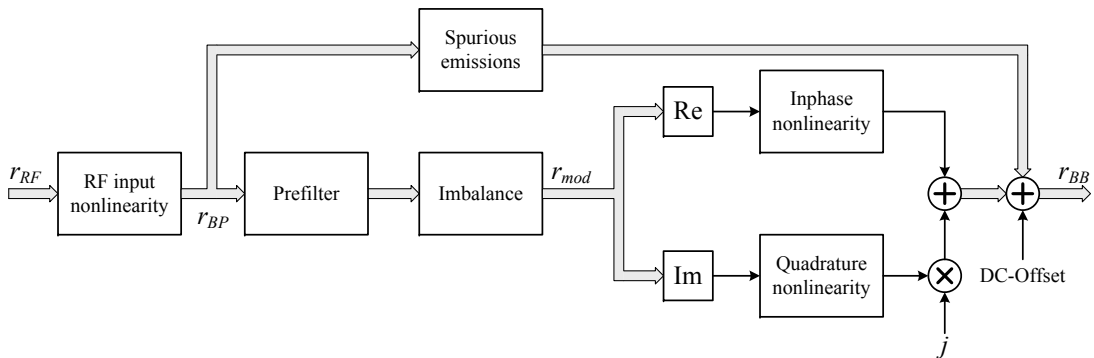 Spurious
emissions
Re
Inphase
nonlinearity
r_RF
RF input
nonlinearity
r_BP
Prefilter
Imbalance
r_mod
r_BB
Im
Quadrature
nonlinearity
DC-Offset
j